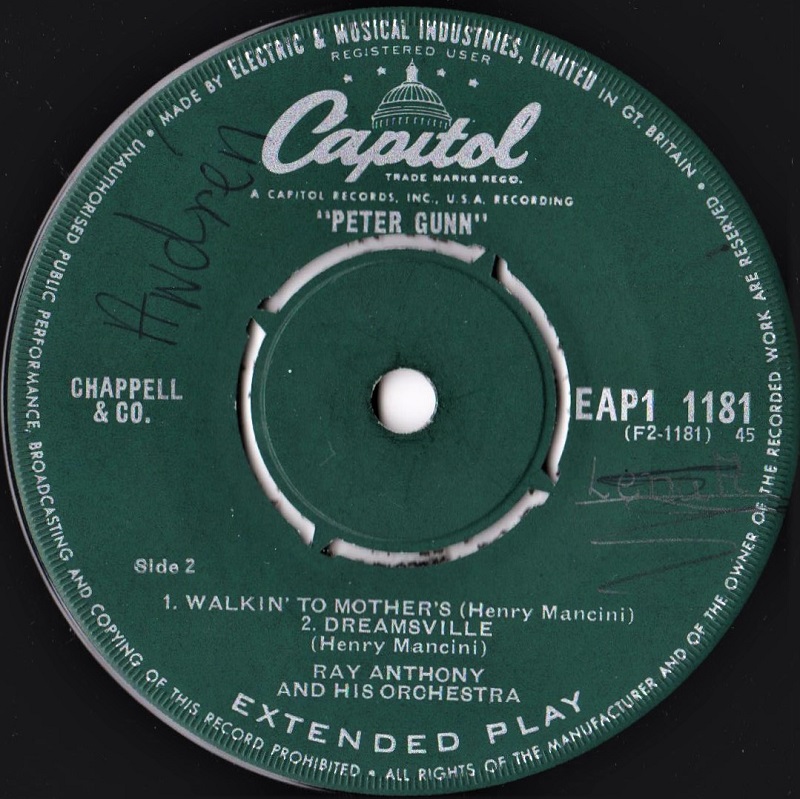 MADE BY ELECTRIC & MUSICAL INDUSTRIES, LIMITED IN GT. BRITAIN •
REGISTERED USER
Capitol
TRADE MARKS REGD.
A CAPITOL RECORDS, INC., U.S.A. RECORDING
"PETER GUNN"
Andrén
CHAPPELL
& CO.
EAP1 1181
(F2-1181) 45
Side 2
1. WALKIN' TO MOTHER'S (Henry Mancini)
2. DREAMSVILLE
(Henry Mancini)
RAY ANTHONY
AND HIS ORCHESTRA
EXTENDED PLAY
• UNAUTHORISED PUBLIC PERFORMANCE, BROADCASTING AND COPYING OF THIS RECORD PROHIBITED • ALL RIGHTS OF THE MANUFACTURER AND OF THE OWNER OF THE RECORDED WORK ARE RESERVED